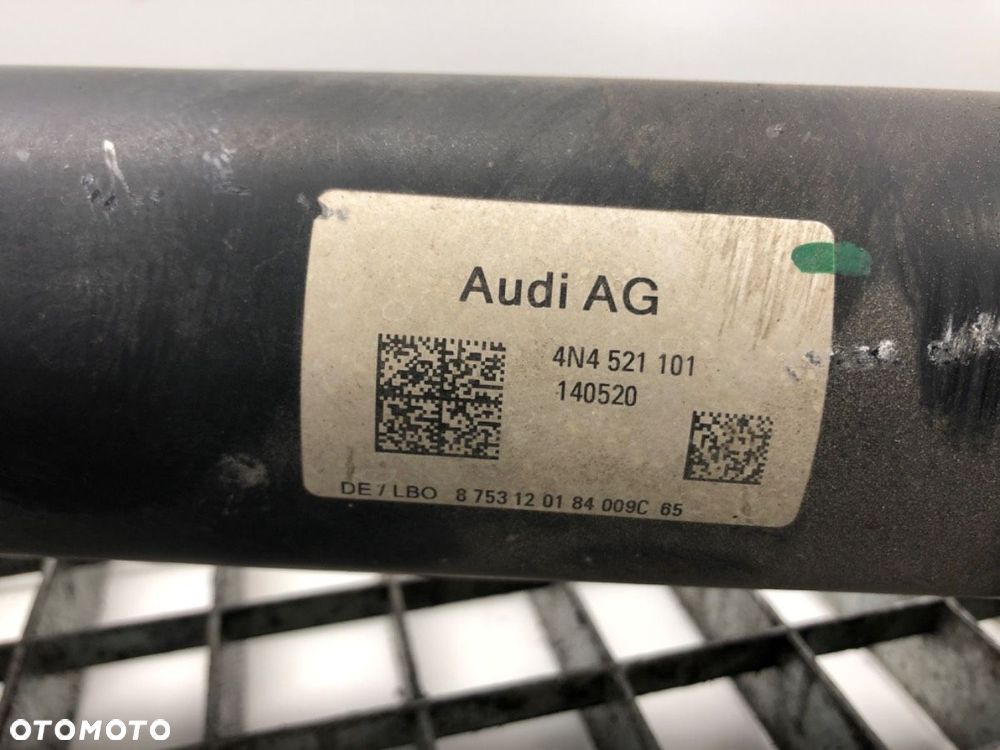 Audi AG
4N4 521 101
140520
DE / LBO 8 753 12 01 84 009C 65
OTOMOTO